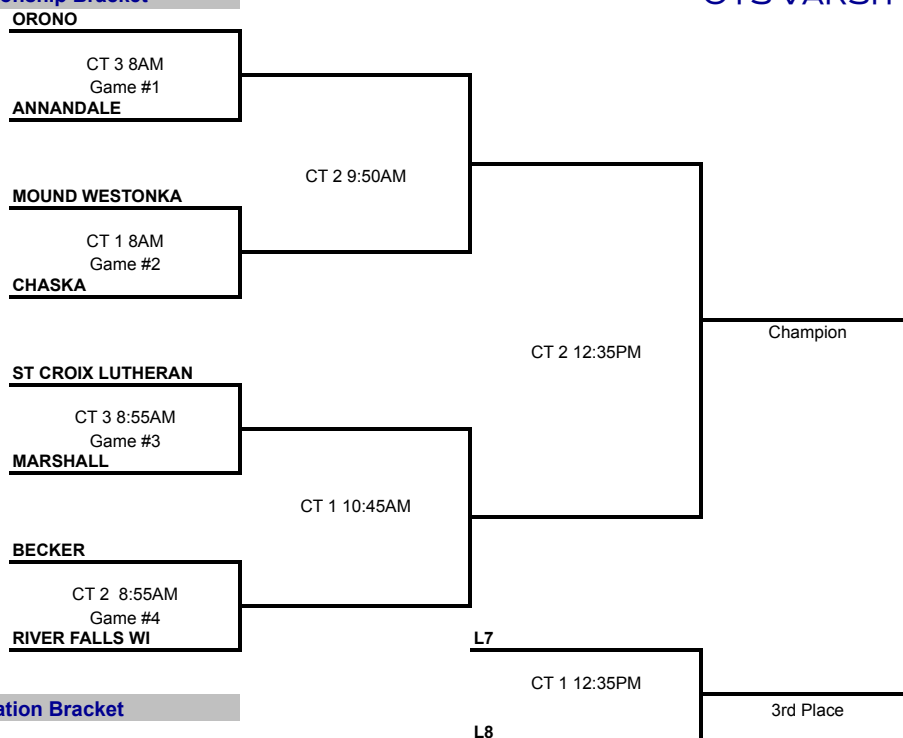 ORONO
CT 3 8AM
Game #1
ANNANDALE
CT 2 9:50AM
MOUND WESTONKA
CT 1 8AM
Game #2
CHASKA
Champion
CT 2 12:35PM
ST CROIX LUTHERAN
CT 3 8:55AM
Game #3
MARSHALL
CT 1 10:45AM
BECKER
CT 2 8:55AM
Game #4
RIVER FALLS WI
L7
CT 1 12:35PM
Bracket
3rd Place
L8